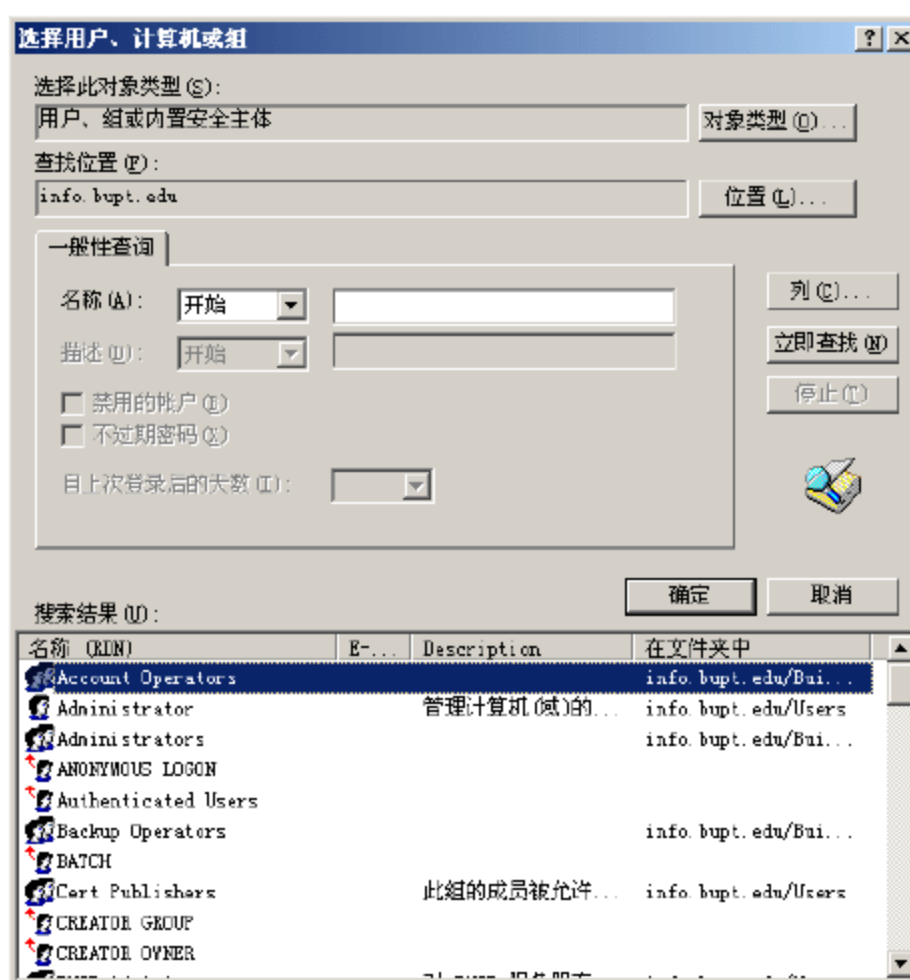 选择用户、计算机或组
选择此对象类型(S):
用户、组或内置安全主体 对象类型(O)...
查找位置(F):
info.bupt.edu 位置(L)...
一般性查询
名称(A): 开始 列(C)...
描述(D): 开始 立即查找(N)
禁用的帐户(B) 停止(T)
不过期密码(X)
自上次登录后的天数(I):
确定 取消
搜索结果(U):
名称 (RDN) E-... Description 在文件夹中
Account Operators info.bupt.edu/Bui...
Administrator 管理计算机(域)的... info.bupt.edu/Users
Administrators info.bupt.edu/Bui...
ANONYMOUS LOGON
Authenticated Users
Backup Operators info.bupt.edu/Bui...
BATCH
Cert Publishers 此组的成员被允许... info.bupt.edu/Users
CREATOR GROUP
CREATOR OWNER